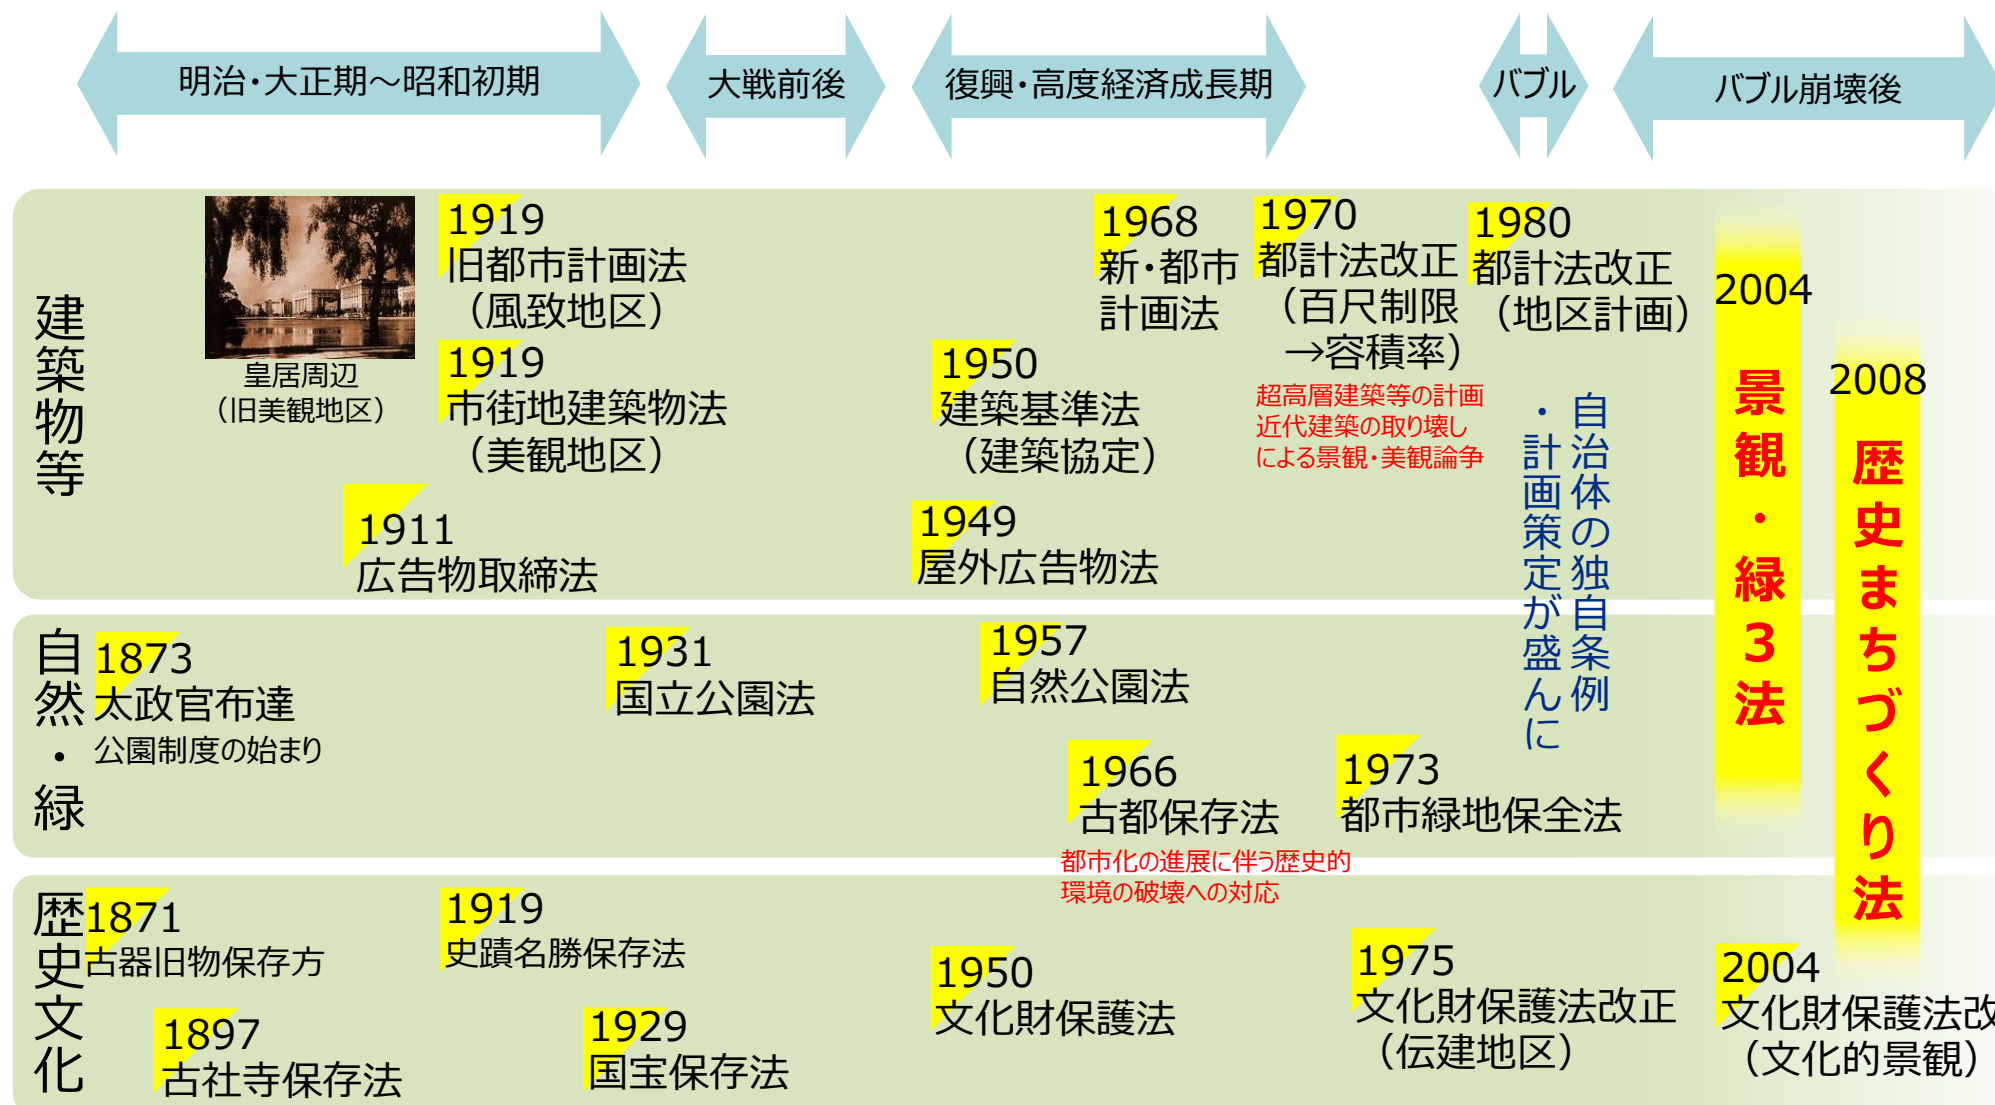 明治・大正期～昭和初期
大戦前後
復興・高度経済成長期
バブル
バブル崩壊後
建築物等
皇居周辺
（旧美観地区）
1919
旧都市計画法
（風致地区）
1919
市街地建築物法
（美観地区）
1911
広告物取締法
1968
新・都市
計画法
1950
建築基準法
（建築協定）
1949
屋外広告物法
1970
都計法改正
（百尺制限
→容積率）
超高層建築等の計画
近代建築の取り壊し
による景観・美観論争
1980
都計法改正
（地区計画）
自治体の独自条例
・計画策定が盛んに
2004
景観・緑３法
2008
歴史まちづくり法
自然・緑
1873
太政官布達
公園制度の始まり
1931
国立公園法
1957
自然公園法
1966
古都保存法
都市化の進展に伴う歴史的
環境の破壊への対応
1973
都市緑地保全法
歴史文化
1871
古器旧物保存方
1897
古社寺保存法
1919
史蹟名勝保存法
1929
国宝保存法
1950
文化財保護法
1975
文化財保護法改正
（伝建地区）
2004
文化財保護法改
（文化的景観）